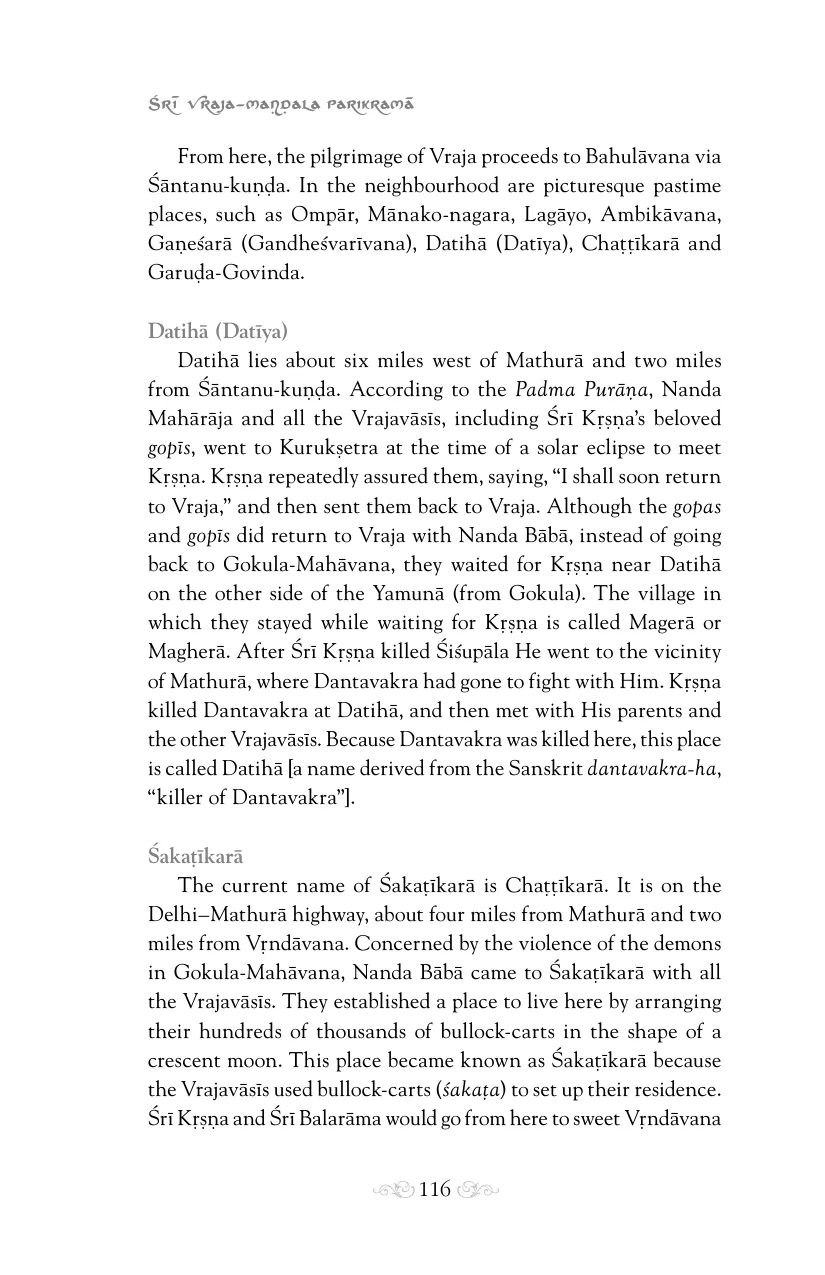 Śrī Vraja-maṇḍala Parikramā
From here, the pilgrimage of Vraja proceeds to Bahulāvana via
Śāntanu-kuṇḍa. In the neighbourhood are picturesque pastime
places, such as Ompār, Mānako-nagara, Lagāyo, Ambikāvana,
Gaṇeśarā (Gandheśvarīvana), Datihā (Datīya), Chaṭṭīkarā and
Garuḍa-Govinda.
Datihā (Datīya)
Datihā lies about six miles west of Mathurā and two miles
from Śāntanu-kuṇḍa. According to the Padma Purāṇa, Nanda
Mahārāja and all the Vrajavāsīs, including Śrī Kṛṣṇa’s beloved
gopīs, went to Kurukṣetra at the time of a solar eclipse to meet
Kṛṣṇa. Kṛṣṇa repeatedly assured them, saying, “I shall soon return
to Vraja,” and then sent them back to Vraja. Although the gopas
and gopīs did return to Vraja with Nanda Bābā, instead of going
back to Gokula-Mahāvana, they waited for Kṛṣṇa near Datihā
on the other side of the Yamunā (from Gokula). The village in
which they stayed while waiting for Kṛṣṇa is called Magerā or
Magherā. After Śrī Kṛṣṇa killed Śiśupāla He went to the vicinity
of Mathurā, where Dantavakra had gone to fight with Him. Kṛṣṇa
killed Dantavakra at Datihā, and then met with His parents and
the other Vrajavāsīs. Because Dantavakra was killed here, this place
is called Datihā [a name derived from the Sanskrit dantavakra-ha,
“killer of Dantavakra”].
Śakaṭīkarā
The current name of Śakaṭīkarā is Chaṭṭīkarā. It is on the
Delhi–Mathurā highway, about four miles from Mathurā and two
miles from Vṛndāvana. Concerned by the violence of the demons
in Gokula-Mahāvana, Nanda Bābā came to Śakaṭīkarā with all
the Vrajavāsīs. They established a place to live here by arranging
their hundreds of thousands of bullock-carts in the shape of a
crescent moon. This place became known as Śakaṭīkarā because
the Vrajavāsīs used bullock-carts (śakaṭa) to set up their residence.
Śrī Kṛṣṇa and Śrī Balarāma would go from here to sweet Vṛndāvana
116